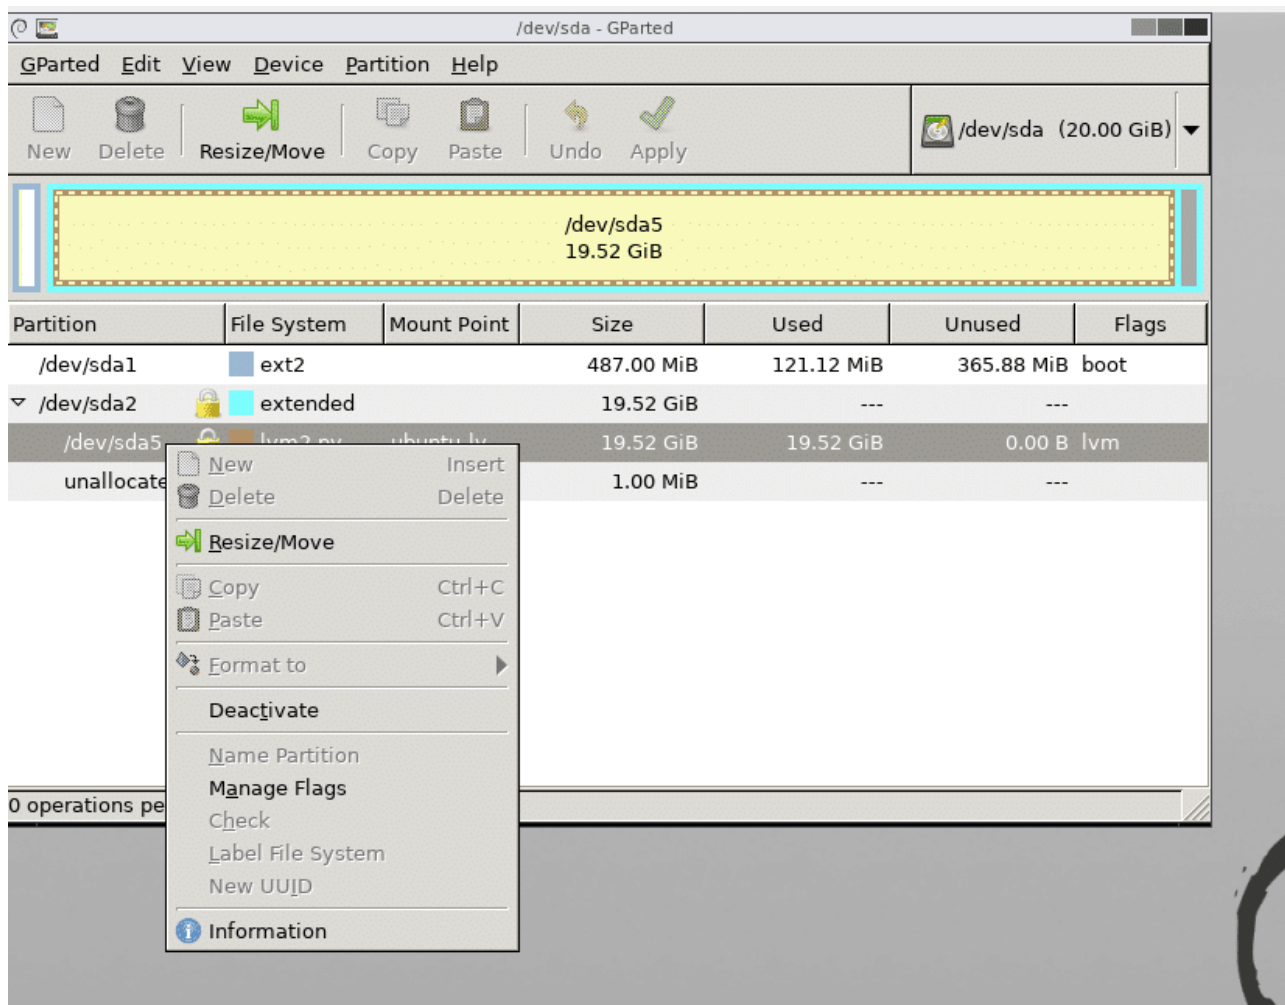 /dev/sda - GParted
GParted Edit View Device Partition Help
New Delete Resize/Move Copy Paste Undo Apply /dev/sda (20.00 GiB)
/dev/sda5
19.52 GiB
Partition File System Mount Point Size Used Unused Flags
/dev/sda1 ext2 487.00 MiB 121.12 MiB 365.88 MiB boot
/dev/sda2 extended 19.52 GiB --- ---
/dev/sda5 lvm2 pv 19.52 GiB 19.52 GiB 0.00 B lvm
1.00 MiB --- ---
New Insert
Delete Delete
Resize/Move
Copy Ctrl+C
Paste Ctrl+V
Format to
Deactivate
Name Partition
Manage Flags
0 operations
Check
Label File System
New UUID
Information